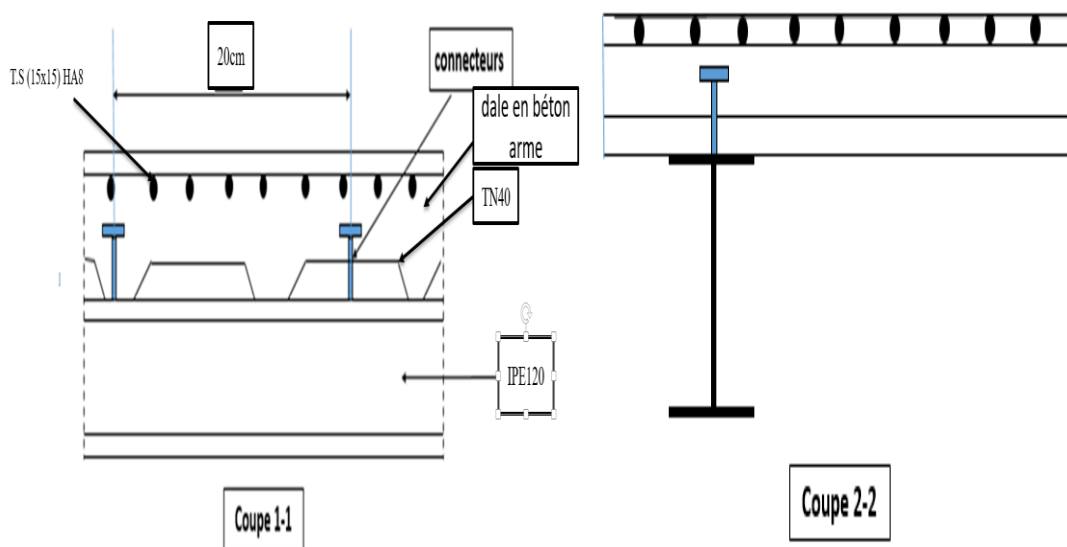 20cm
connecteurs
T.S (15x15) HA8
dale en béton
arme
TN40
IPE120
Coupe 1-1
Coupe 2-2